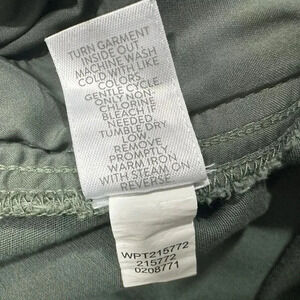 TURN GARMENT
INSIDE OUT
MACHINE WASH
COLD WITH LIKE
COLORS
GENTLE CYCLE
ONLY NON
CHLORINE
BLEACH IF
NEEDED
TUMBLE DRY
LOW
REMOVE
PROMPTLY
WARM IRON
WITH STEAM ON
REVERSE
WPT215772
215772
0208771